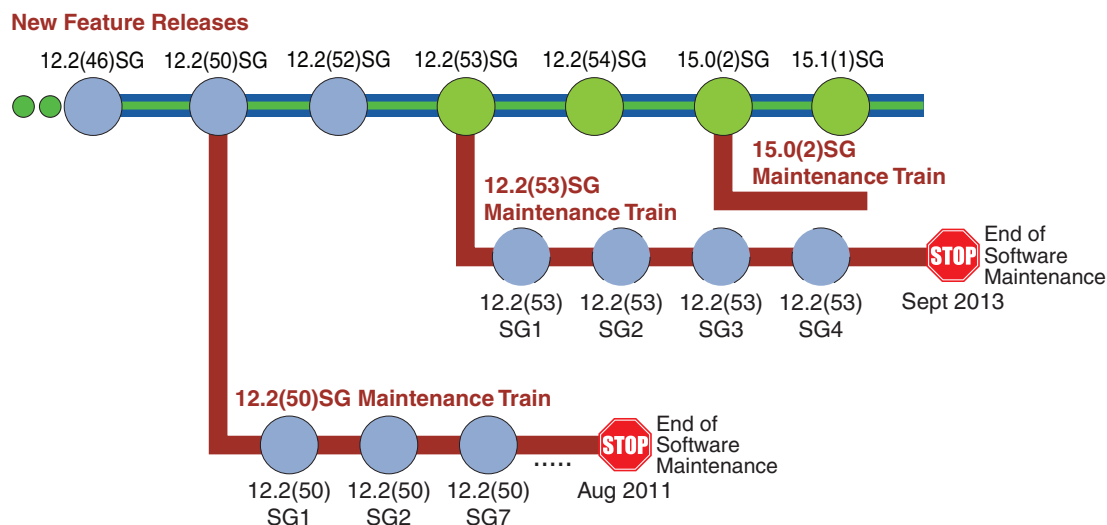 New Feature Releases
12.2(46)SG 12.2(50)SG 12.2(52)SG 12.2(53)SG 12.2(54)SG 15.0(2)SG 15.1(1)SG
15.0(2)SG
Maintenance Train
12.2(53)SG
Maintenance Train
STOP
End of
Software
Maintenance
Sept 2013
12.2(53) 12.2(53) 12.2(53) 12.2(53)
SG1 SG2 SG3 SG4
12.2(50)SG Maintenance Train
STOP
End of
Software
Maintenance
.....
Aug 2011
12.2(50) 12.2(50) 12.2(50)
SG1 SG2 SG7